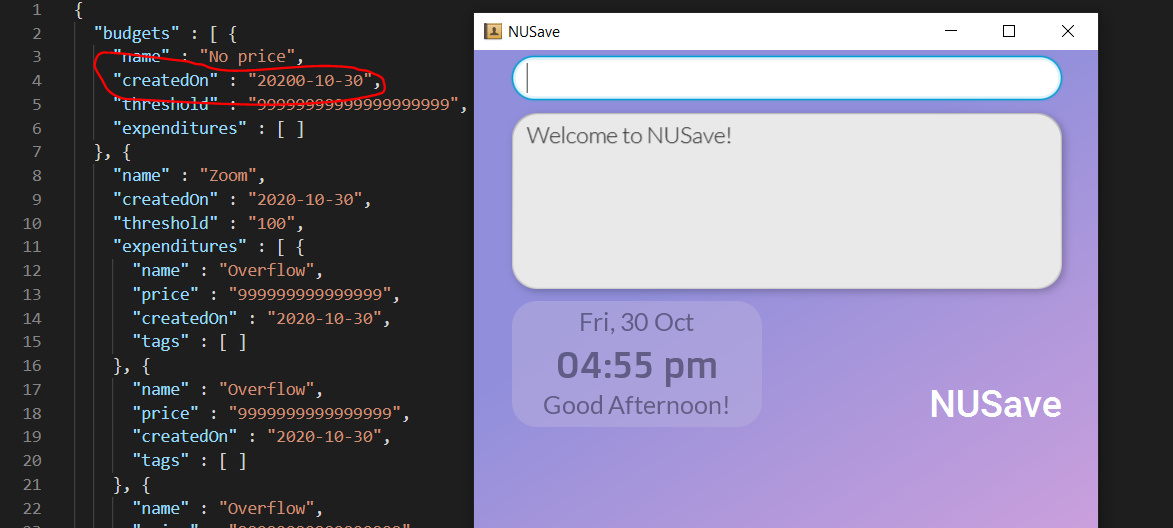 1 {
2 "budgets" : [ {
3 "name" : "No price",
4 "createdOn" : "20200-10-30",
5 "threshold" : "99999999999999999999",
6 "expenditures" : [ ]
7 }, {
8 "name" : "Zoom",
9 "createdOn" : "2020-10-30",
10 "threshold" : "100",
11 "expenditures" : [ {
12 "name" : "Overflow",
13 "price" : "999999999999999",
14 "createdOn" : "2020-10-30",
15 "tags" : [ ]
16 }, {
17 "name" : "Overflow",
18 "price" : "9999999999999999",
19 "createdOn" : "2020-10-30",
20 "tags" : [ ]
21 }, {
22 "name" : "Overflow",
NUSave
Welcome to NUSave!
Fri, 30 Oct
04:55 pm
Good Afternoon!
NUSave